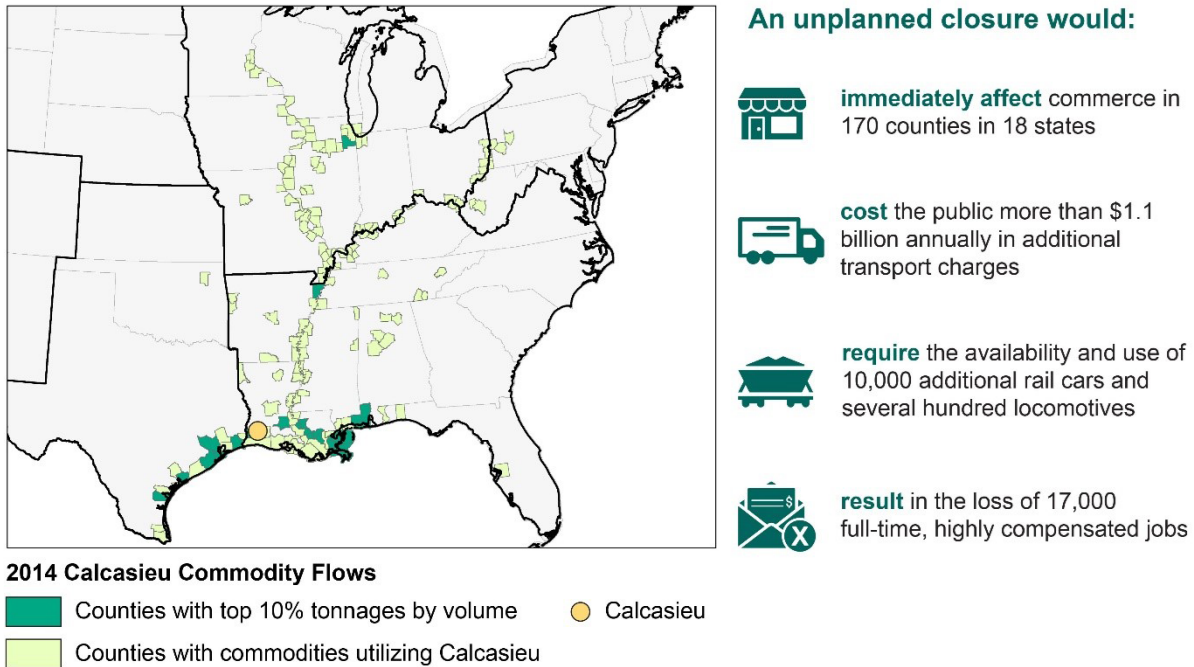 An unplanned closure would:
immediately affect commerce in
170 counties in 18 states
cost the public more than $1.1
billion annually in additional
transport charges
require the availability and use of
10,000 additional rail cars and
several hundred locomotives
$
X
result in the loss of 17,000
full-time, highly compensated jobs
2014 Calcasieu Commodity Flows
Counties with top 10% tonnages by volume
Calcasieu
Counties with commodities utilizing Calcasieu